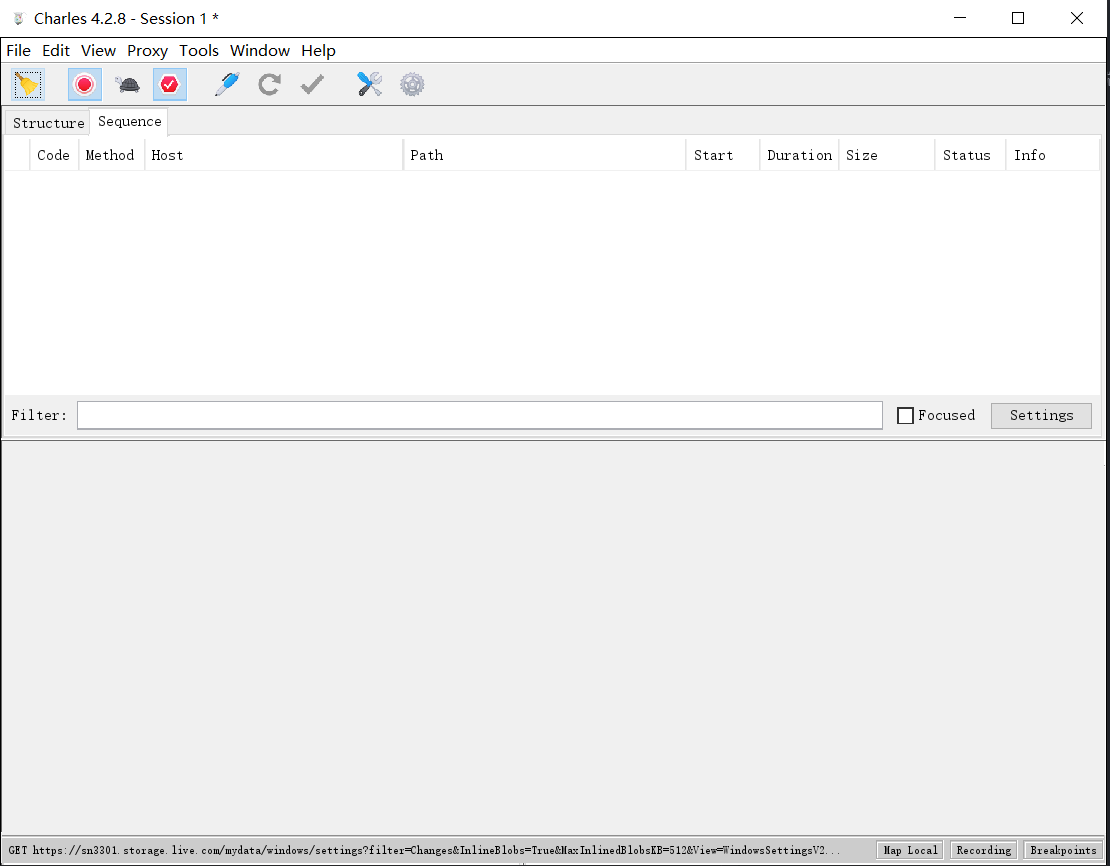 Charles 4.2.8 - Session 1 *
File Edit View Proxy Tools Window Help
Structure Sequence
Code Method Host Path Start Duration Size Status Info
Filter: Focused Settings
GET https://sn3301.storage.live.com/mydata/windows/settings?filter=Changes&InlineBlobs=True&MaxInlinedBlobsKB=512&View=WindowsSettingsV2... Map Local Recording Breakpoints